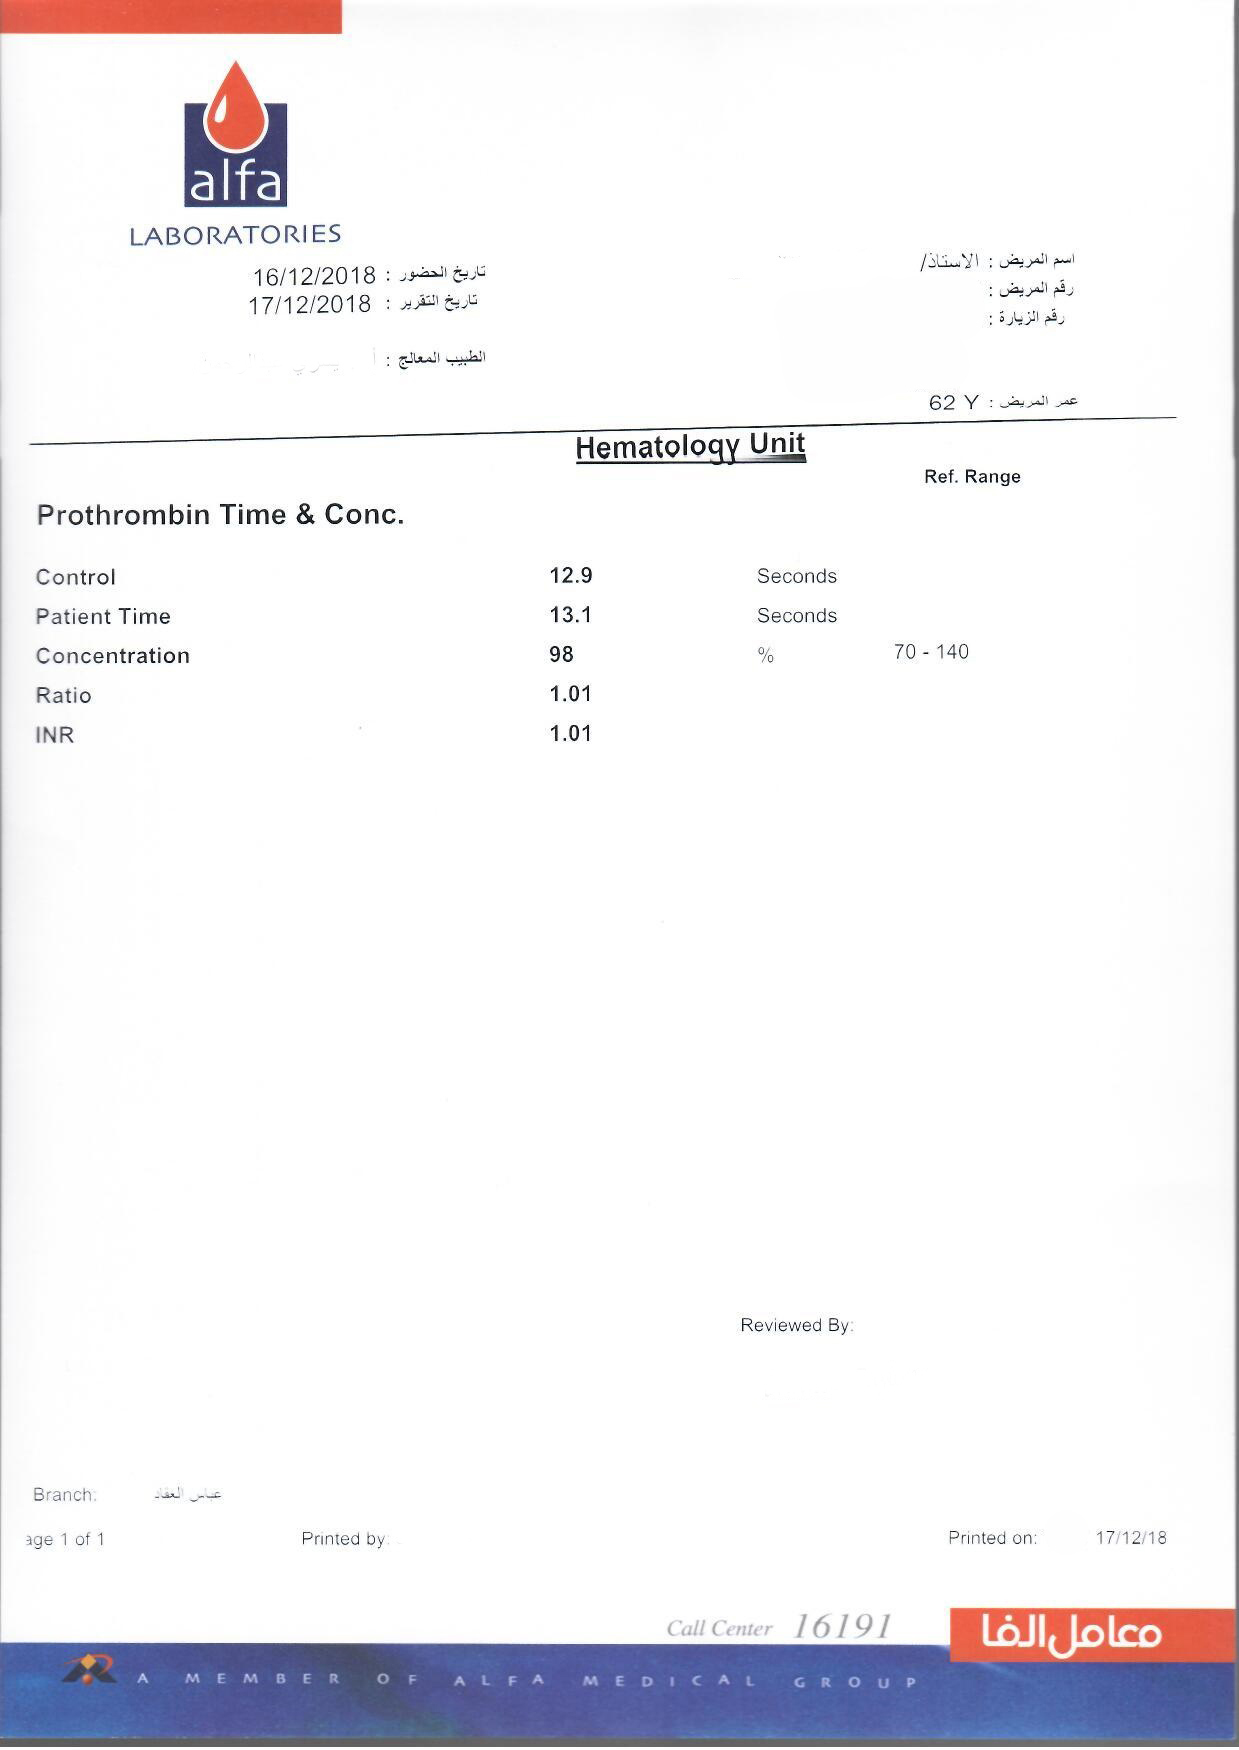 alfa
LABORATORIES
اسم المريض : الاستاذ/
رقم المريض :
رقم الزيارة :
تاريخ الحضور : 16/12/2018
تاريخ التقرير : 17/12/2018
الطبيب المعالج :
عمر المريض : 62 Y
Hematology Unit
Ref. Range
Prothrombin Time & Conc.
Control 12.9 Seconds
Patient Time 13.1 Seconds
Concentration 98 % 70 - 140
Ratio 1.01
INR 1.01
Reviewed By:
Branch: عباس العقاد
age 1 of 1 Printed by: Printed on: 17/12/18
Call Center 16191
معامل الفا
A MEMBER OF ALFA MEDICAL GROUP